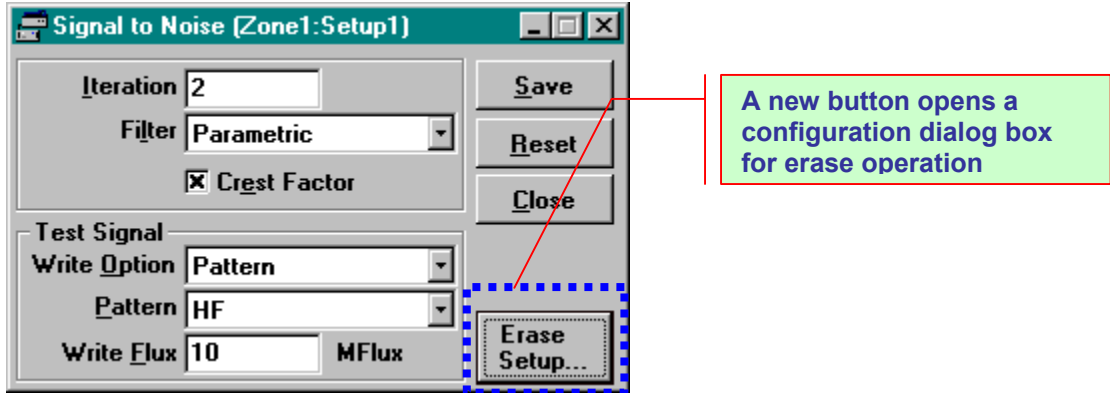 Signal to Noise (Zone1:Setup1)
Iteration 2
Filter Parametric
Crest Factor
Save
Reset
Close
Test Signal
Write Option Pattern
Pattern HF
Write Flux 10 MFlux
Erase
Setup...
A new button opens a
configuration dialog box
for erase operation